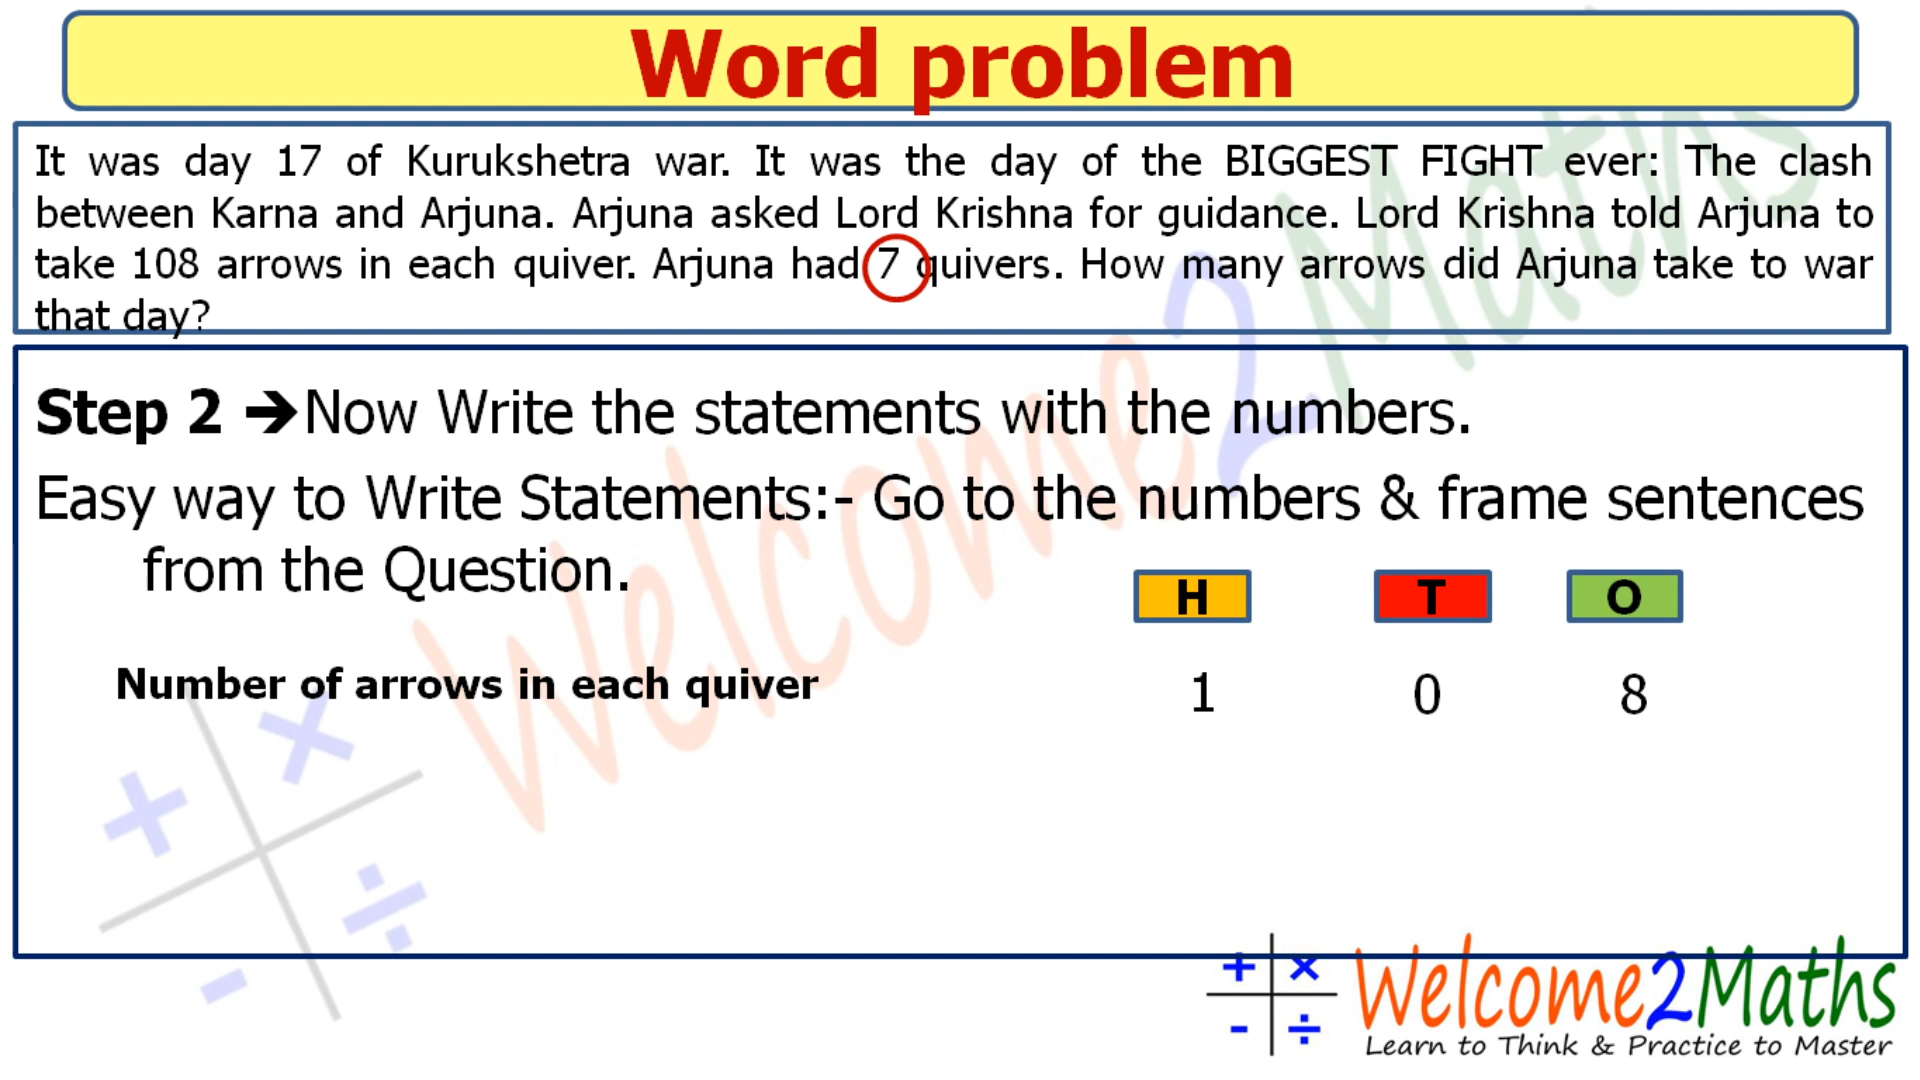 Word problem
It was day 17 of Kurukshetra war. It was the day of the BIGGEST FIGHT ever: The clash
between Karna and Arjuna. Arjuna asked Lord Krishna for guidance. Lord Krishna told Arjuna to
take 108 arrows in each quiver. Arjuna had 7 quivers. How many arrows did Arjuna take to war
that day?
Step 2 ➔Now Write the statements with the numbers.
Easy way to Write Statements:- Go to the numbers & frame sentences
from the Question.
H T O
Number of arrows in each quiver 1 0 8
Welcome2Maths
+ × - ÷
Welcome2Maths
+ × - ÷
Learn to Think & Practice to Master